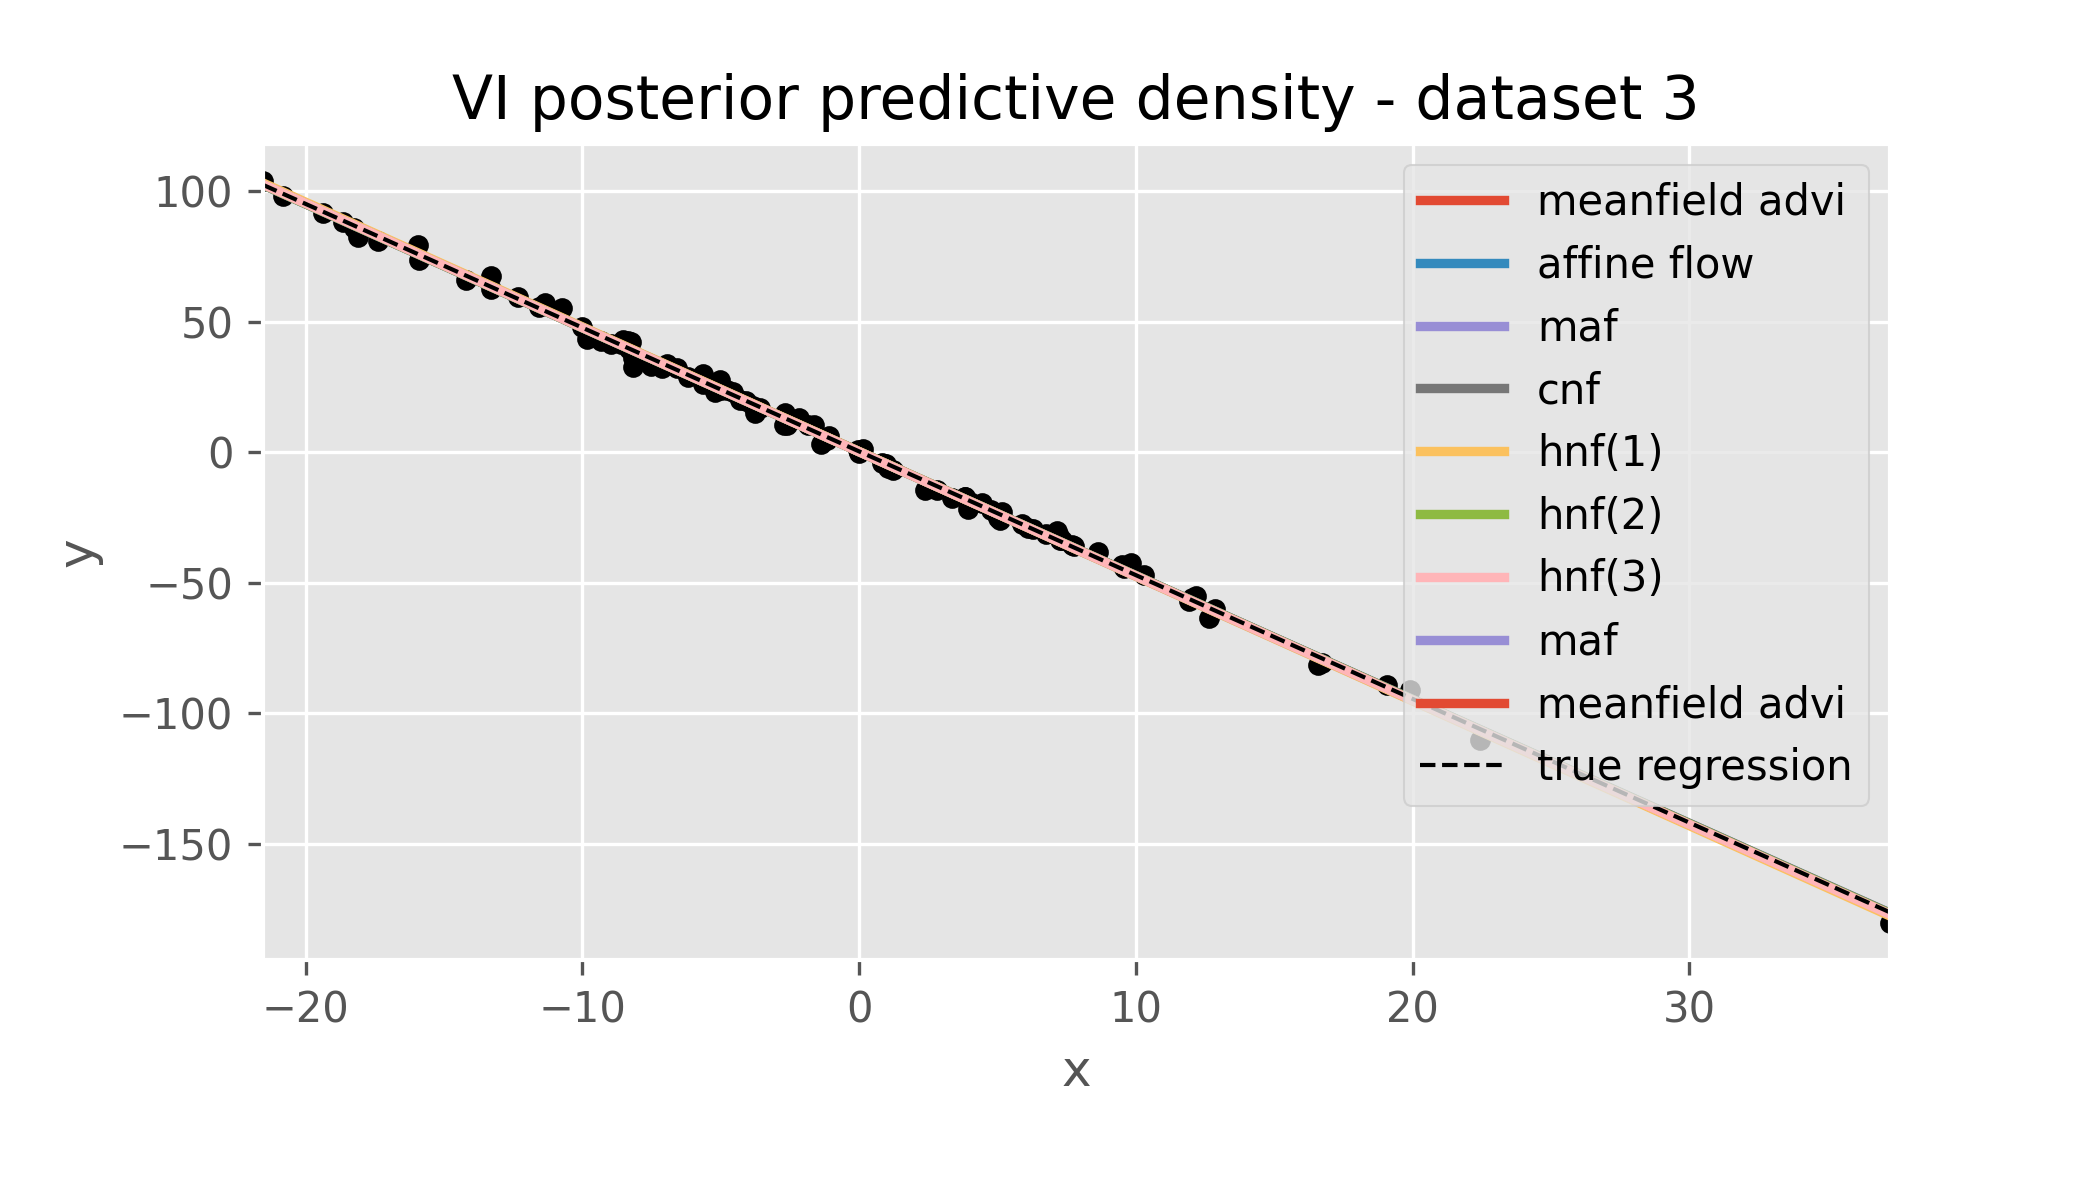 VI posterior predictive density - dataset 3
100
50
0
−50
−100
−150
y
meanfield advi
affine flow
maf
cnf
hnf(1)
hnf(2)
hnf(3)
maf
meanfield advi
true regression
−20
−10
0
10
20
30
x